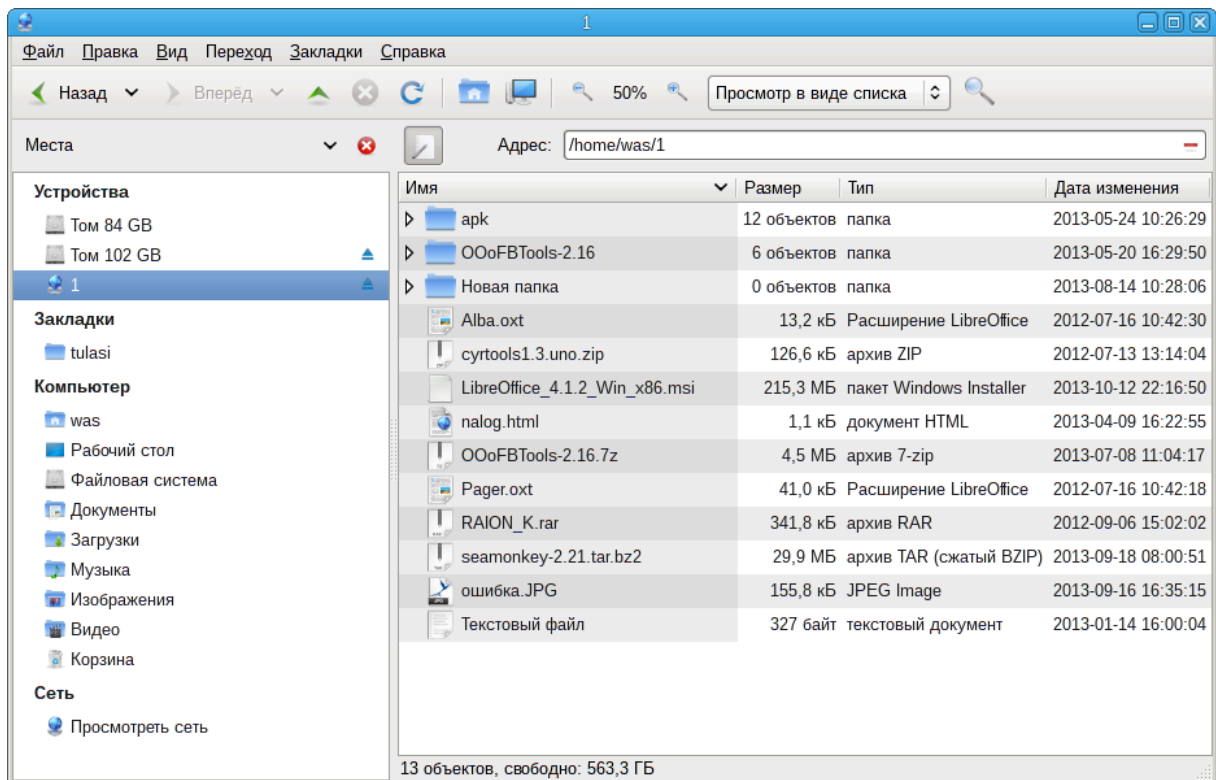 1
Файл Правка Вид Переход Закладки Справка
Назад Вперёд 50% Просмотр в виде списка
Места
Адрес: /home/was/1
Устройства
Том 84 GB
Том 102 GB
1
Закладки
tulasi
Компьютер
was
Рабочий стол
Файловая система
Документы
Загрузки
Музыка
Изображения
Видео
Корзина
Сеть
Просмотреть сеть
Имя Размер Тип Дата изменения
apk 12 объектов папка 2013-05-24 10:26:29
OOoFBTools-2.16 6 объектов папка 2013-05-20 16:29:50
Новая папка 0 объектов папка 2013-08-14 10:28:06
Alba.oxt 13,2 кБ Расширение LibreOffice 2012-07-16 10:42:30
cyrtools1.3.uno.zip 126,6 кБ архив ZIP 2012-07-13 13:14:04
LibreOffice_4.1.2_Win_x86.msi 215,3 МБ пакет Windows Installer 2013-10-12 22:16:50
nalog.html 1,1 кБ документ HTML 2013-04-09 16:22:55
OOoFBTools-2.16.7z 4,5 МБ архив 7-zip 2013-07-08 11:04:17
Pager.oxt 41,0 кБ Расширение LibreOffice 2012-07-16 10:42:18
RAION_K.rar 341,8 кБ архив RAR 2012-09-06 15:02:02
seamonkey-2.21.tar.bz2 29,9 МБ архив TAR (сжатый BZIP) 2013-09-18 08:00:51
ошибка.JPG 155,8 кБ JPEG Image 2013-09-16 16:35:15
Текстовый файл 327 байт текстовый документ 2013-01-14 16:00:04
13 объектов, свободно: 563,3 ГБ